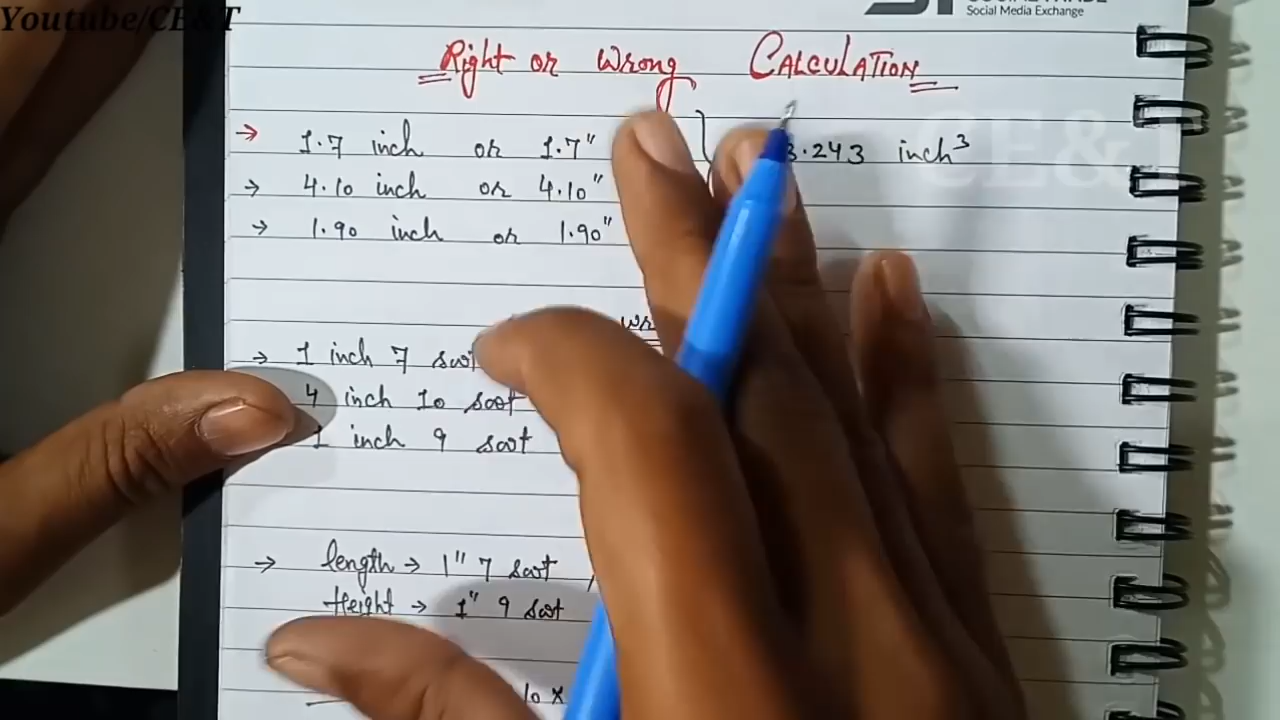 Youtube/CE&T
Social Media Exchange
Right or Wrong CALCULATION
→ 1.7 inch or 1.7"
3.243 inch³
CE&
→ 4.10 inch or 4.10"
→ 1.90 inch or 1.90"
→ 1 inch 7 soot
4 inch 10 soot
1 inch 9 soot
→ length → 1" 7 soot
Height → 1" 9 soot
10 ×